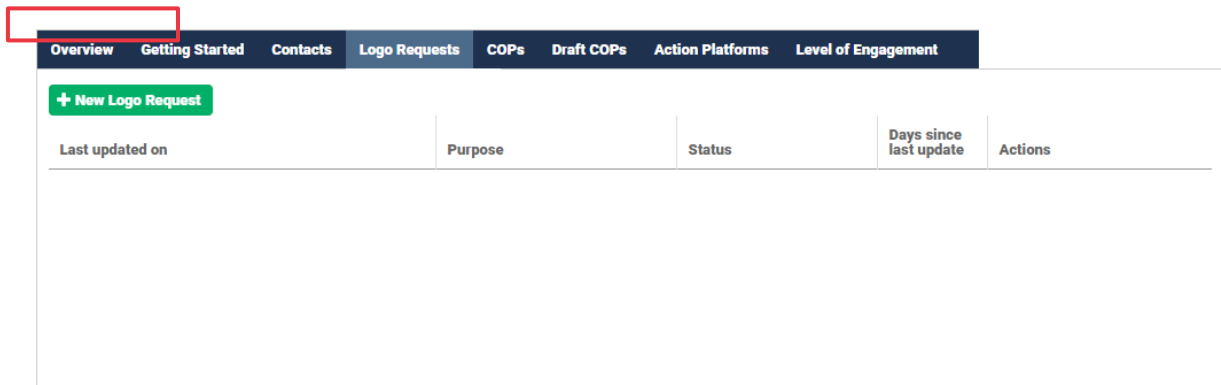 Overview Getting Started Contacts Logo Requests COPs Draft COPs Action Platforms Level of Engagement
+ New Logo Request
Last updated on Purpose Status Days since last update Actions